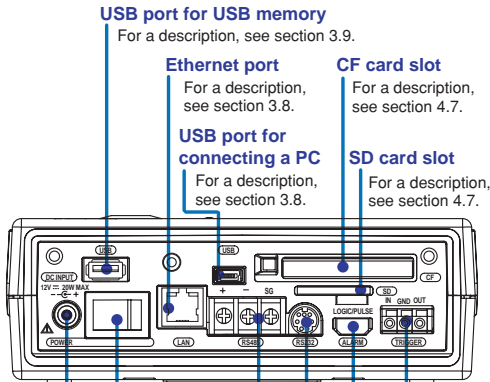 USB port for USB memory
For a description, see section 3.9.
Ethernet port
For a description,
see section 3.8.
CF card slot
For a description,
see section 4.7.
USB port for
connecting a PC
For a description,
see section 3.8.
SD card slot
For a description,
see section 4.7.
USB
USB
DC INPUT
12V 20W MAX
- +
+ - SG
CF
SD
LOGIC/PULSE
IN GND OUT
POWER
LAN
RS485
RS232
ALARM
TRIGGER